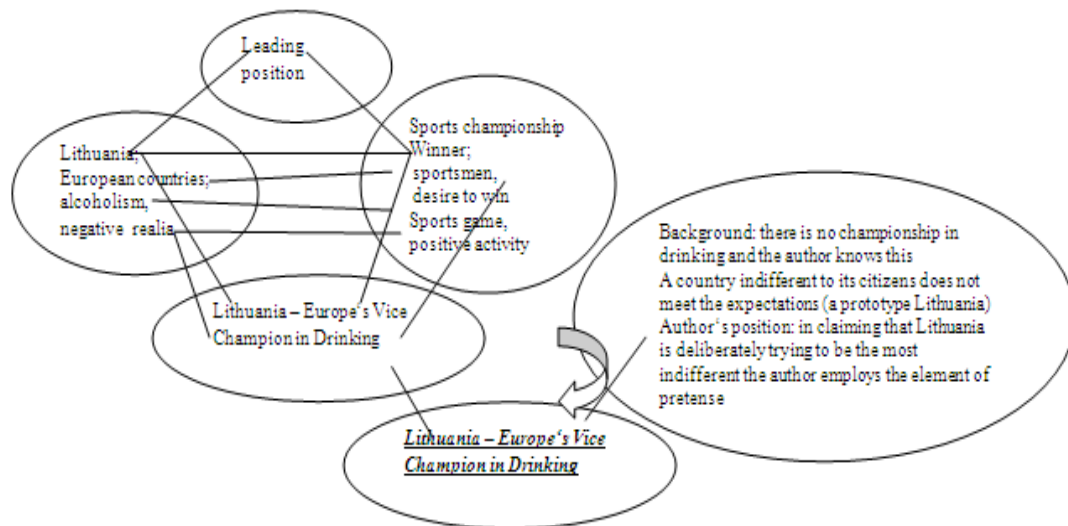 Leading
position
Lithuania;
European countries;
alcoholism,
negative realia
Sports championship
Winner;
sportsmen,
desire to win
Sports game,
positive activity
Lithuania – Europe‘s Vice
Champion in Drinking
Background: there is no championship in
drinking and the author knows this
A country indifferent to its citizens does not
meet the expectations (a prototype Lithuania)
Author‘s position: in claiming that Lithuania
is deliberately trying to be the most
indifferent the author employs the element of
pretense
Lithuania – Europe‘s Vice
Champion in Drinking